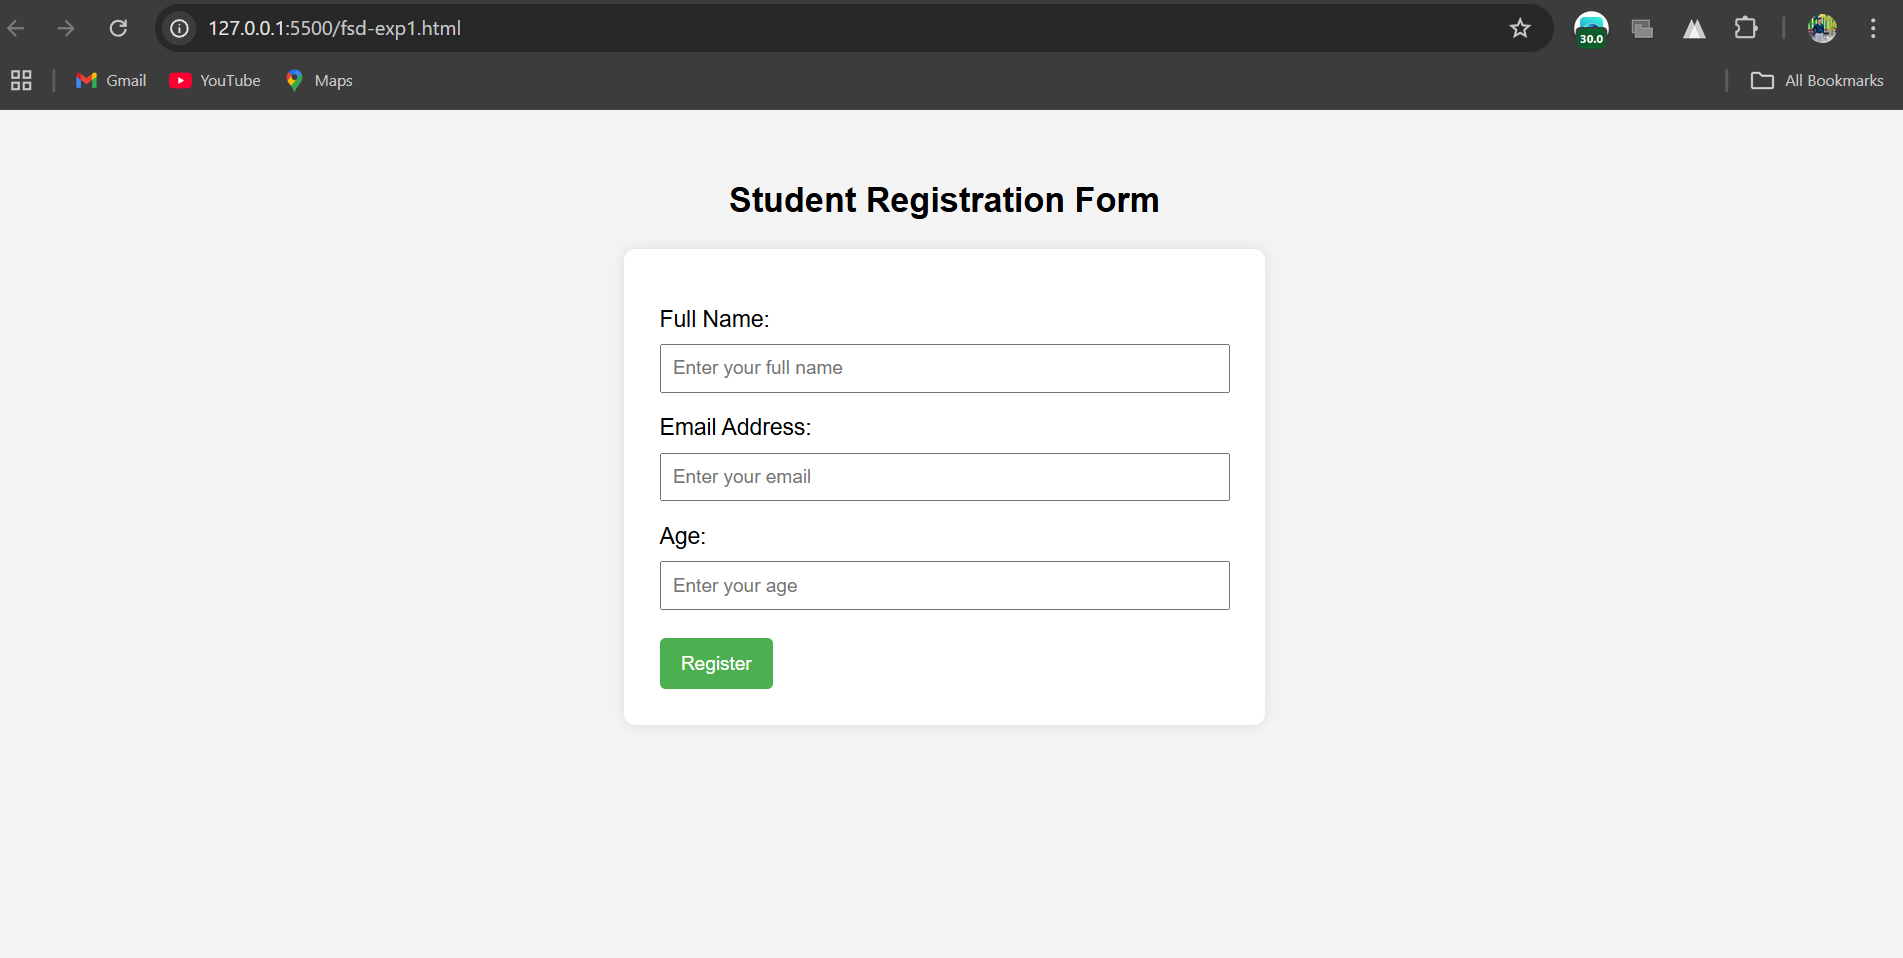 127.0.0.1:5500/fsd-exp1.html
30.0
Gmail YouTube Maps All Bookmarks
Student Registration Form
Full Name:
Enter your full name
Email Address:
Enter your email
Age:
Enter your age
Register